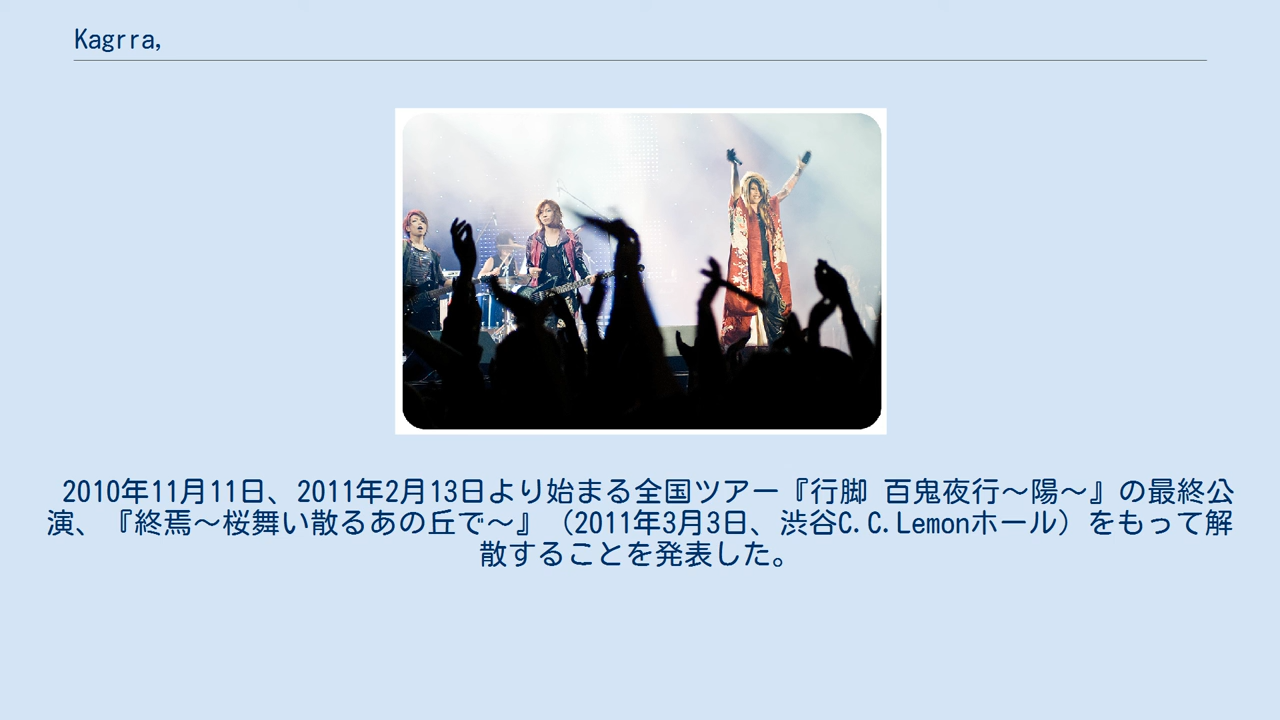 Kagrra,
2010年11月11日、2011年2月13日より始まる全国ツアー『行脚 百鬼夜行～陽～』の最終公
演、『終焉～桜舞い散るあの丘で～』（2011年3月3日、渋谷C.C.Lemonホール）をもって解
散することを発表した。